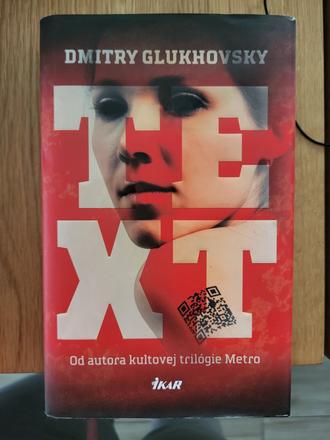 DMITRY GLUKHOVSKY
TE
XT
Od autora kultovej trilógie Metro
iKAR